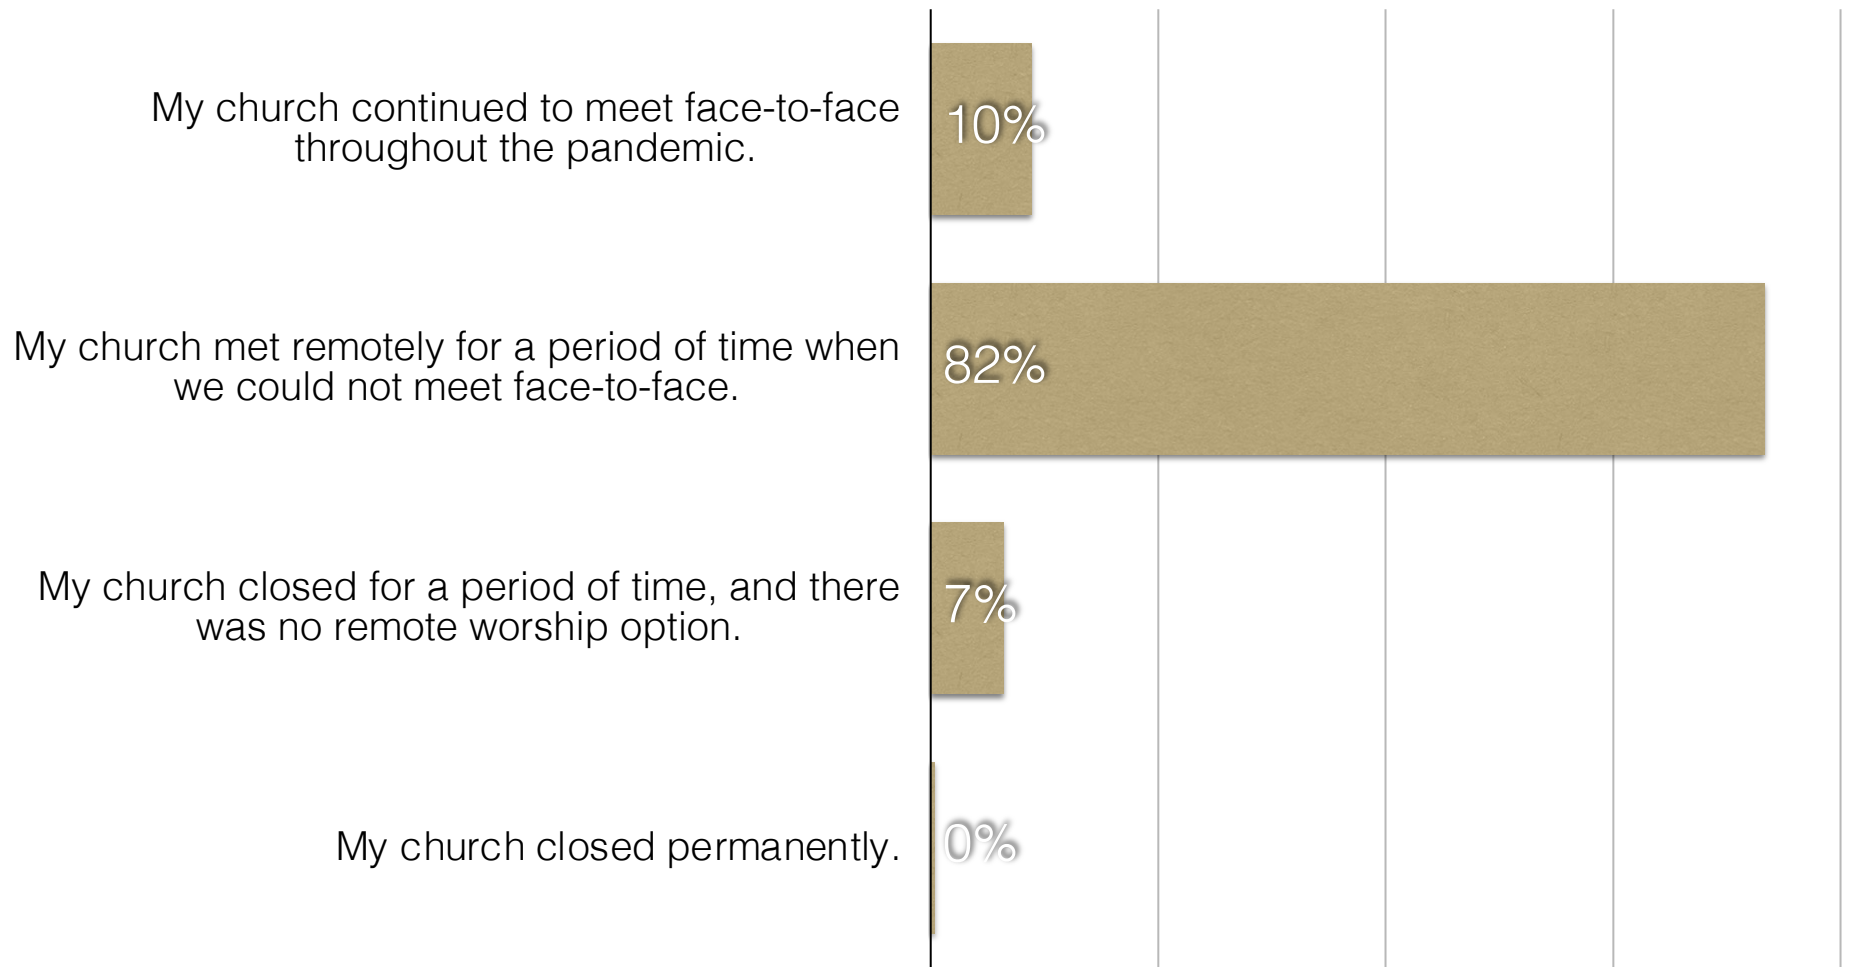 My church continued to meet face-to-face
throughout the pandemic.
10%
My church met remotely for a period of time when
we could not meet face-to-face.
82%
My church closed for a period of time, and there
was no remote worship option.
7%
My church closed permanently.
0%